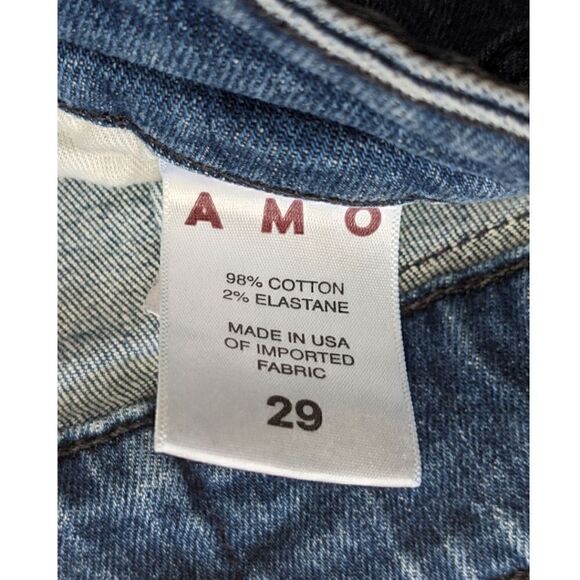 AMO
98% COTTON
2% ELASTANE
MADE IN USA
OF IMPORTED
FABRIC
29